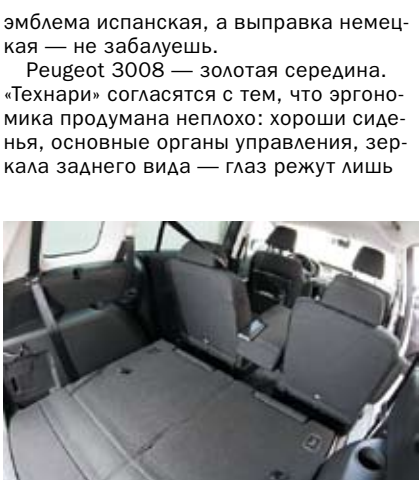 эмблема испанская, а выправка немец-
кая — не забалуешь.
Peugeot 3008 — золотая середина.
«Технари» согласятся с тем, что эргоно-
мика продумана неплохо: хороши сиде-
нья, основные органы управления, зер-
кала заднего вида — глаз режут лишь